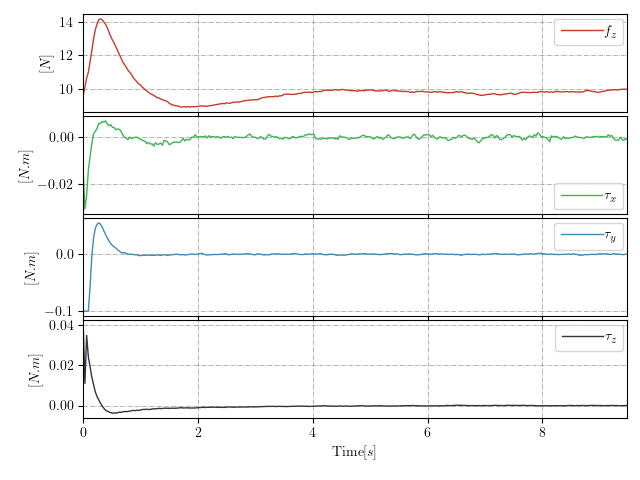 14
12
10
[N]
f_z
0.00
−0.02
[N.m]
τ_x
0.0
−0.1
[N.m]
τ_y
0.04
0.02
0.00
[N.m]
τ_z
0 2 4 6 8
Time[s]